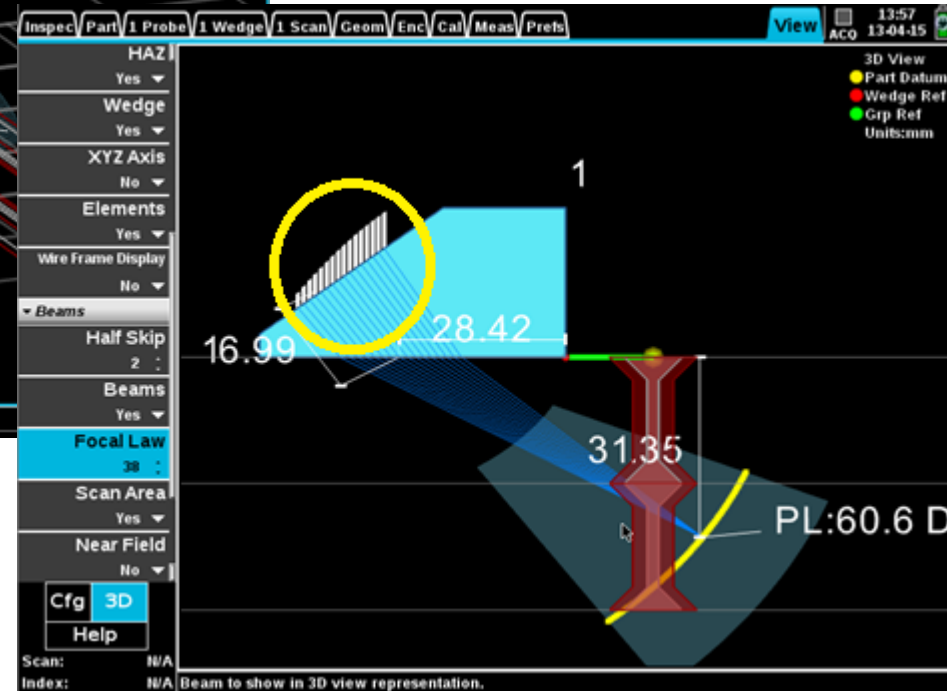 Inspec Part 1 Probe 1 Wedge 1 Scan Geom Enc Cal Meas Prefs View ACQ 13:57
13-04-15
HAZ
Yes
Wedge
Yes
XYZ Axis
No
Elements
Yes
Wire Frame Display
No
Beams
Half Skip
2
Beams
Yes
Focal Law
38
Scan Area
Yes
Near Field
No
Cfg 3D
Help
Scan: N/A
Index: N/A
3D View
Part Datum
Wedge Ref
Grp Ref
Units:mm
1
16.99
28.42
31.35
PL:60.6 D
Beam to show in 3D view representation.